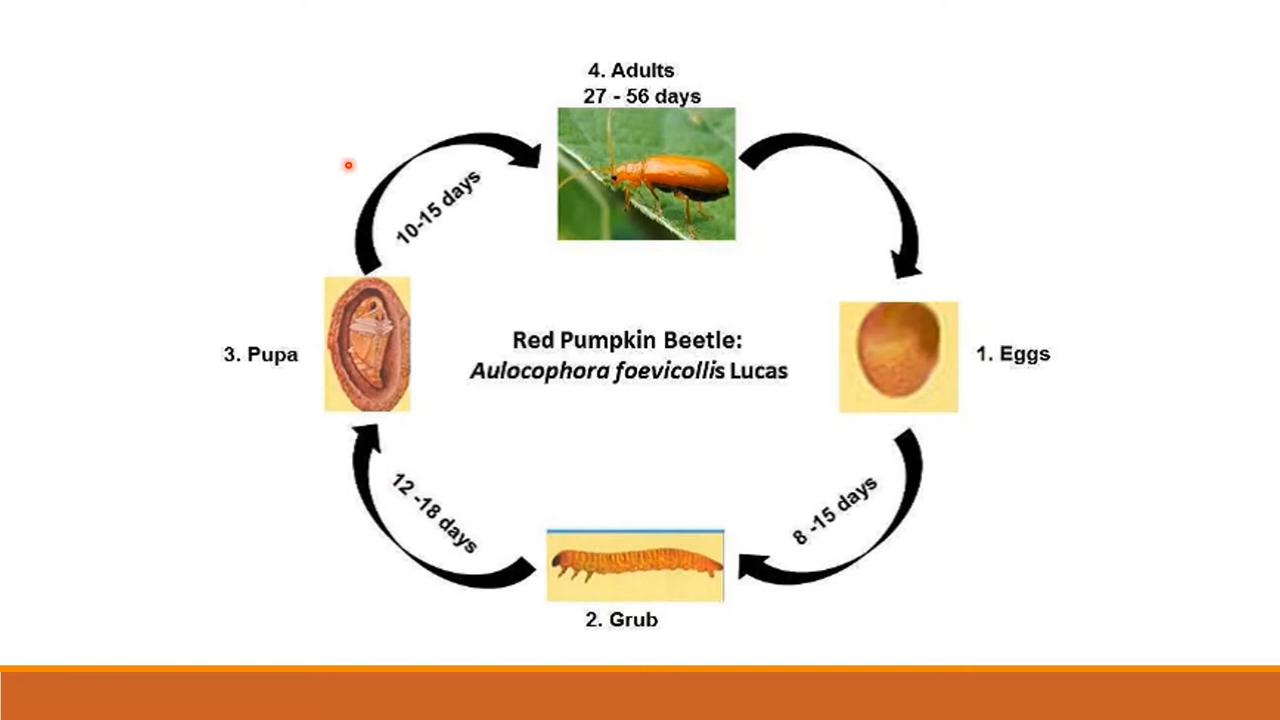 4. Adults
27 - 56 days
10-15 days
3. Pupa
Red Pumpkin Beetle:
Aulocophora foevicollis Lucas
1. Eggs
12 -18 days
8 -15 days
2. Grub